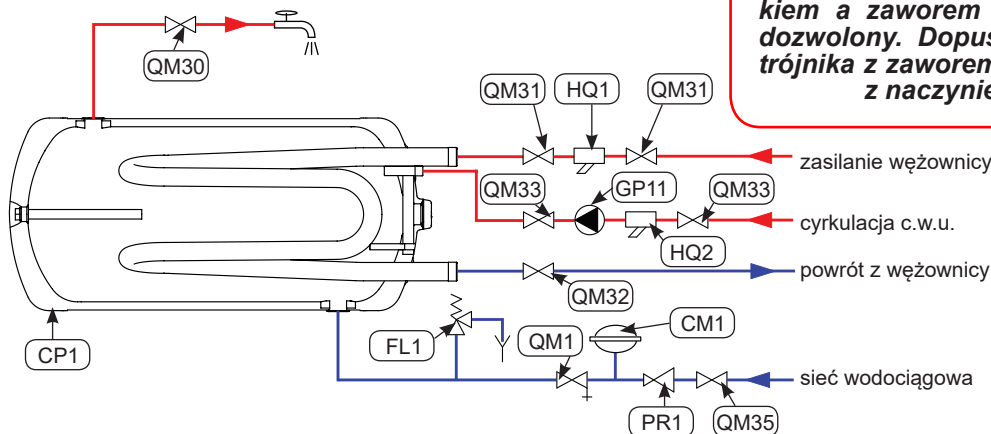 kiem a zaworem
dozwolony. Dopus
trójnika z zaworem
z naczynie
QM30
QM31
HQ1
QM31
zasilanie wężownicy
QM33
GP11
QM33
cyrkulacja c.w.u.
HQ2
powrót z wężownicy
QM32
CM1
FL1
QM1
CP1
sieć wodociągowa
PR1
QM35